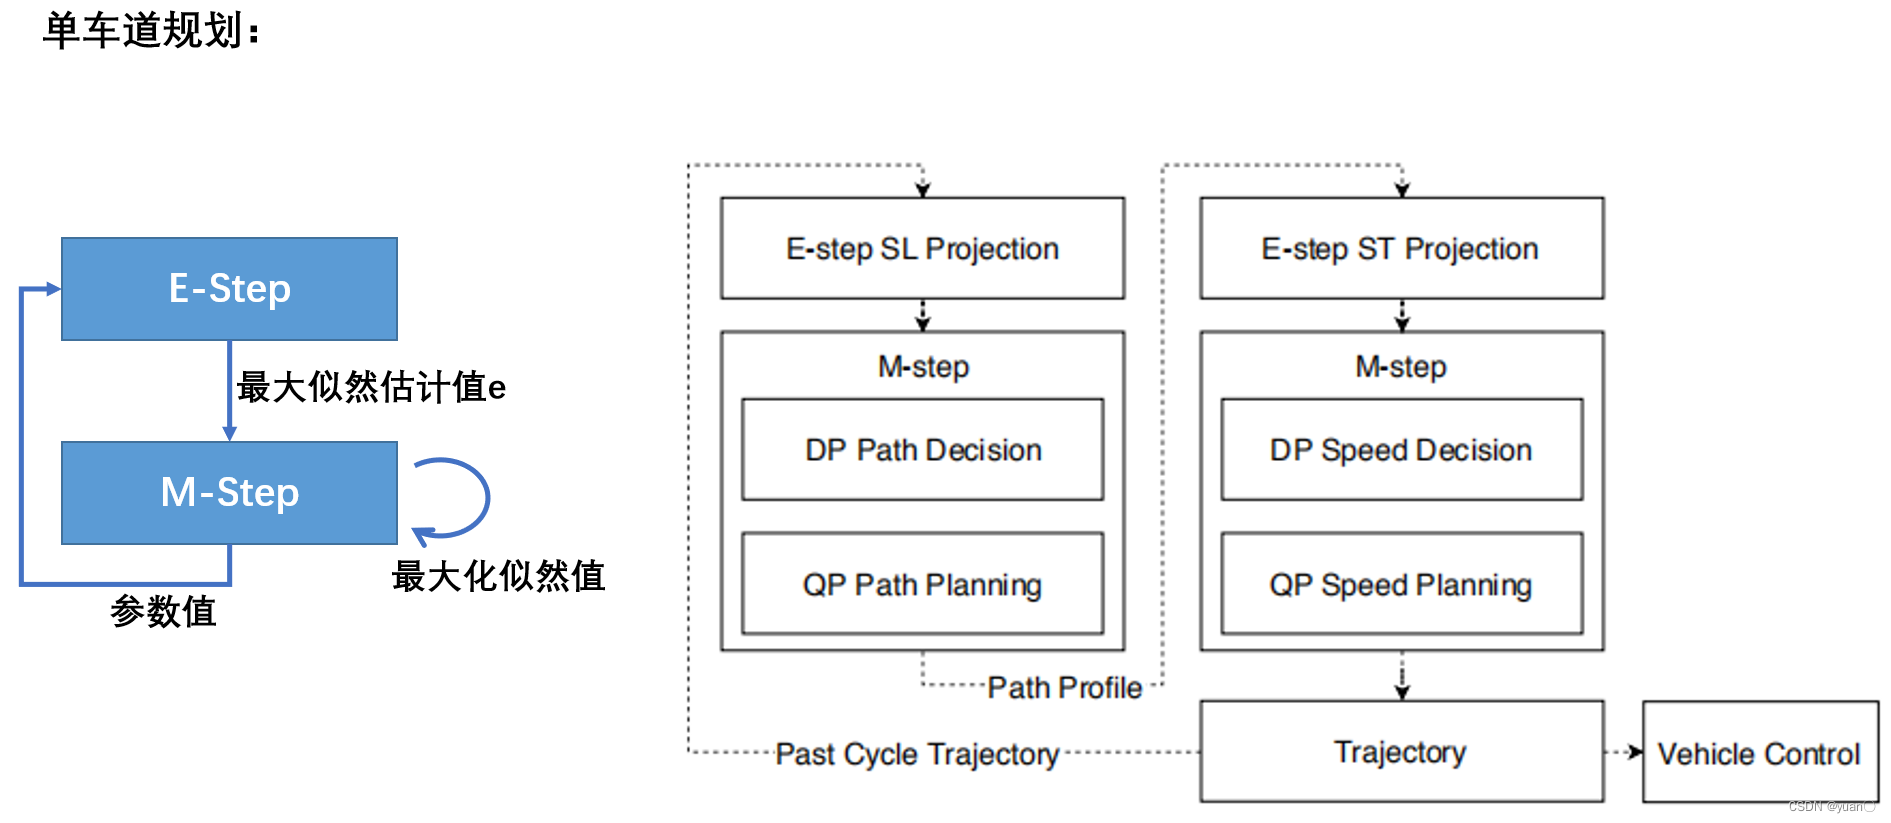 单车道规划：
E-Step
最大似然估计值e
M-Step
最大化似然值
参数值
E-step SL Projection
M-step
DP Path Decision
QP Path Planning
Path Profile
Past Cycle Trajectory
E-step ST Projection
M-step
DP Speed Decision
QP Speed Planning
Trajectory
Vehicle Control
CSDN @yuan〇